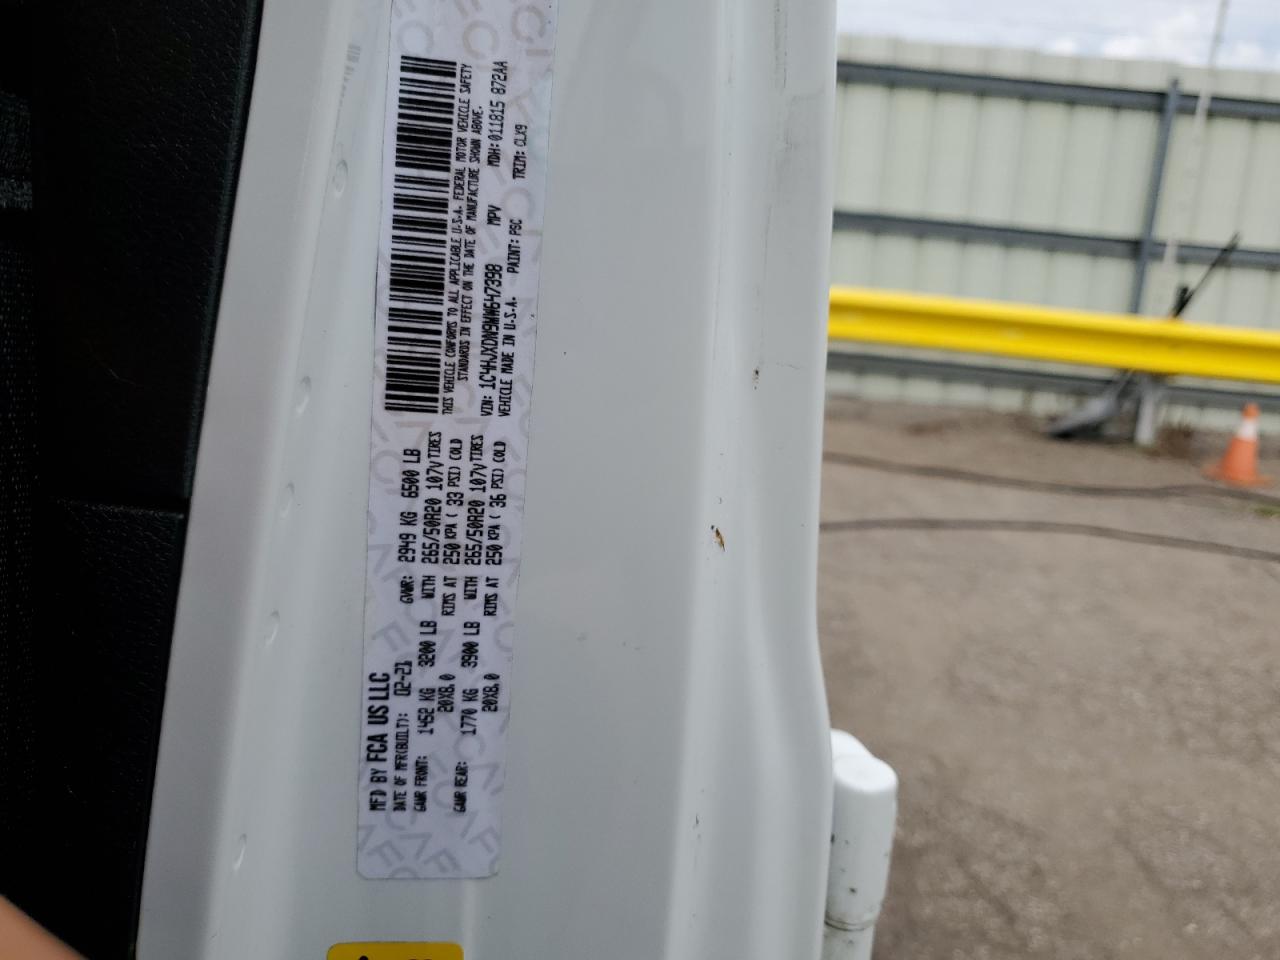 MFD BY FCA US LLC
DATE OF MFR(BUILT): 02-21 GVWR: 2949 KG 6500 LB
GAWR FRONT: 1452 KG 3200 LB WITH 265/50R20 107V TIRES
20X8.0 RIMS AT 250 KPA ( 33 PSI) COLD
GAWR REAR: 1770 KG 3900 LB WITH 265/50R20 107V TIRES
20X8.0 RIMS AT 250 KPA ( 36 PSI) COLD
THIS VEHICLE CONFORMS TO ALL APPLICABLE U.S.A. FEDERAL MOTOR VEHICLE SAFETY
STANDARDS IN EFFECT ON THE DATE OF MANUFACTURE SHOWN ABOVE.
VIN: 1C4HJXDN9MW647398 MPV MDH: 011815 872AA
VEHICLE MADE IN U.S.A. PAINT: PSC TRIM: CLX9